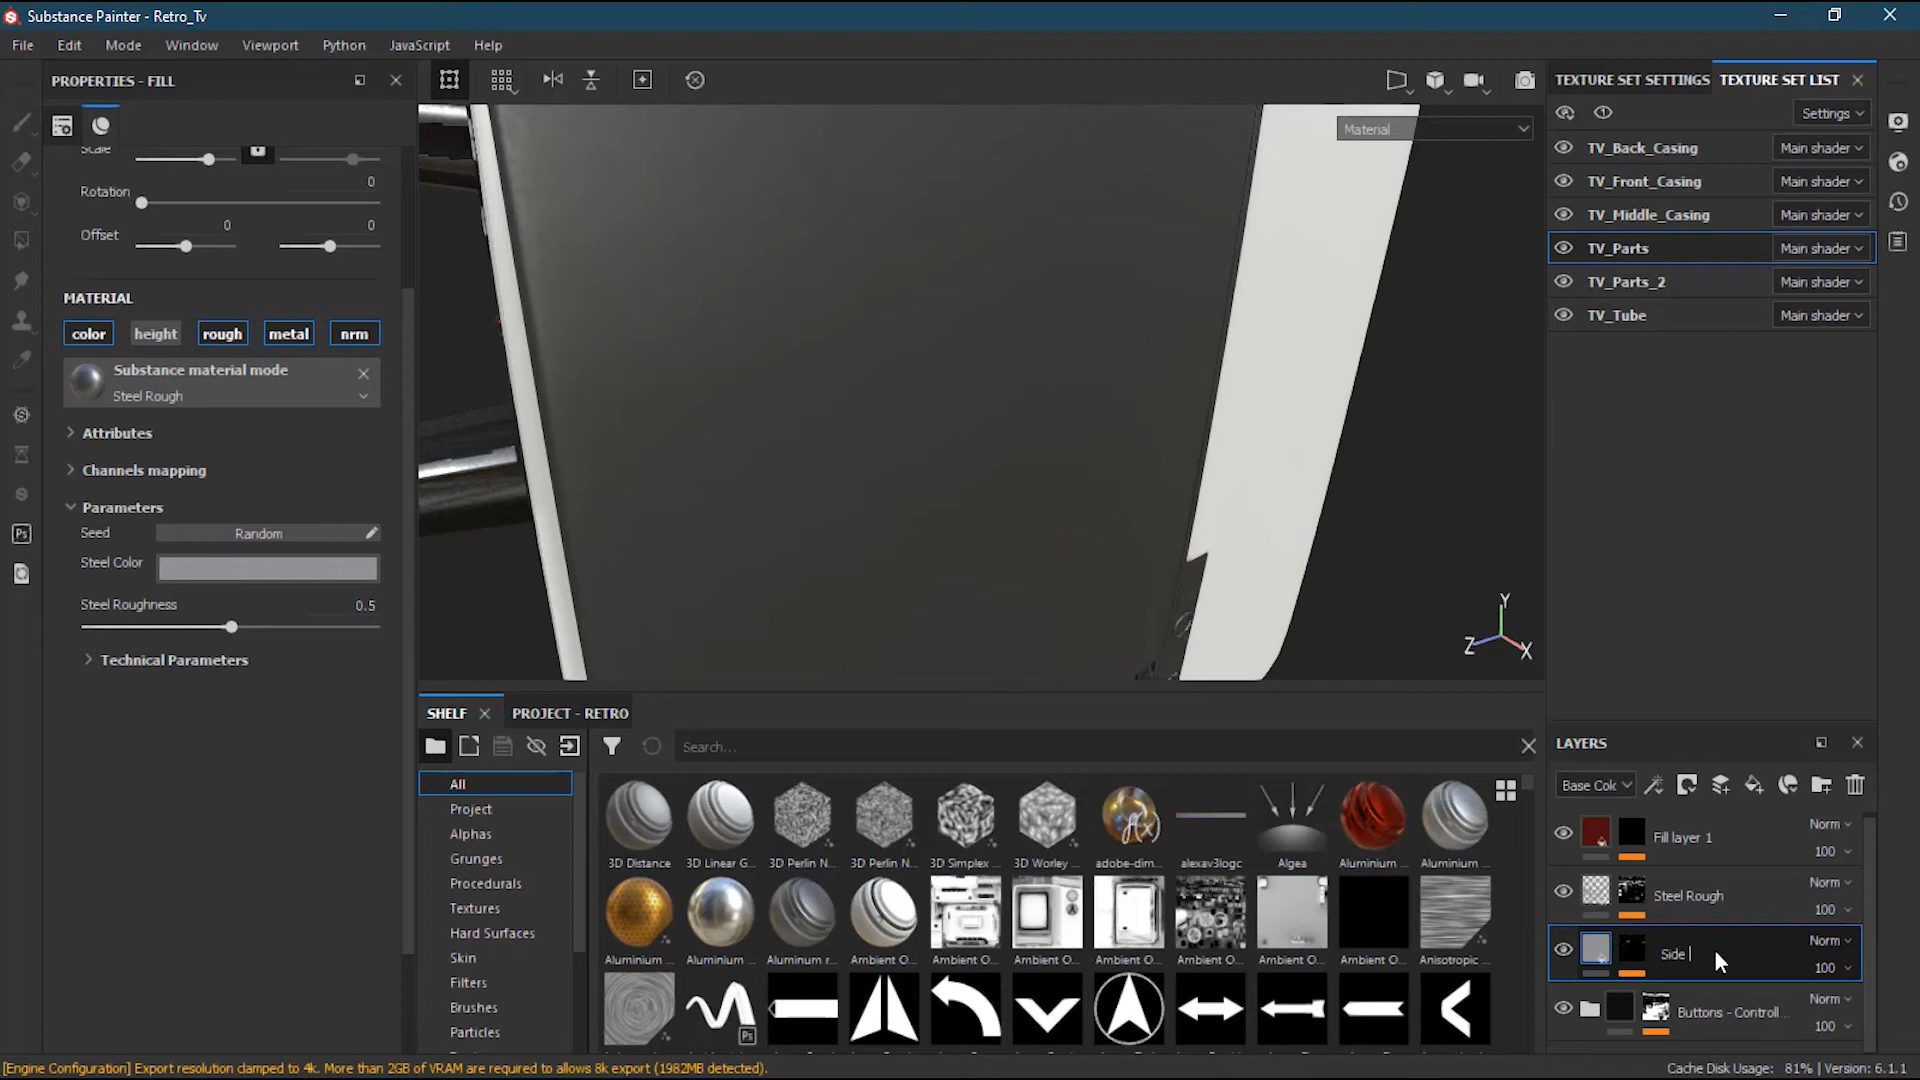 Substance Painter - Retro_Tv
File Edit Mode Window Viewport Python JavaScript Help
PROPERTIES - FILL
Scale
Rotation 0
Offset 0 0
MATERIAL
color height rough metal nrm
Substance material mode
Steel Rough
Attributes
Channels mapping
Parameters
Seed Random
Steel Color
Steel Roughness 0.5
Technical Parameters
Material
Y
Z X
TEXTURE SET SETTINGS TEXTURE SET LIST
Settings
TV_Back_Casing Main shader
TV_Front_Casing Main shader
TV_Middle_Casing Main shader
TV_Parts Main shader
TV_Parts_2 Main shader
TV_Tube Main shader
SHELF PROJECT - RETRO
Search...
All
Project
Alphas
Grunges
Procedurals
Textures
Hard Surfaces
Skin
Filters
Brushes
Particles
3D Distance 3D Linear G... 3D Perlin N... 3D Perlin N... 3D Simplex ... 3D Worley ... adobe-dim... alexav3logc Algea Aluminium ... Aluminium ...
Aluminium ... Aluminium ... Aluminum r... Ambient O... Ambient O... Ambient O... Ambient O... Ambient O... Ambient O... Ambient O... Anisotropic ...
Ps
Ps
LAYERS
Base Col
Fill layer 1 Norm
100
Steel Rough Norm
100
Side Norm
100
Buttons - Controll... Norm
100
[Engine Configuration] Export resolution clamped to 4k. More than 2GB of VRAM are required to allows 8k export (1982MB detected).
Cache Disk Usage: 81% | Version: 6.1.1